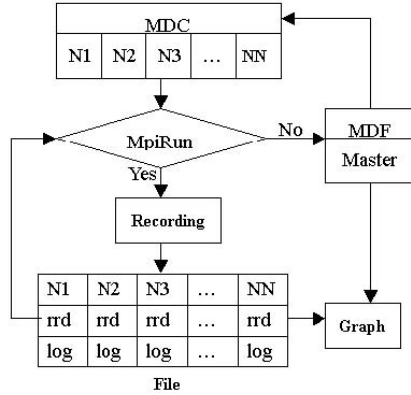 MDC
N1 N2 N3 ... NN
MpiRun
No
MDF
Master
Yes
Recording
N1 N2 N3 ... NN
rrd rrd rrd ... rrd
log log log ... log
Graph
File